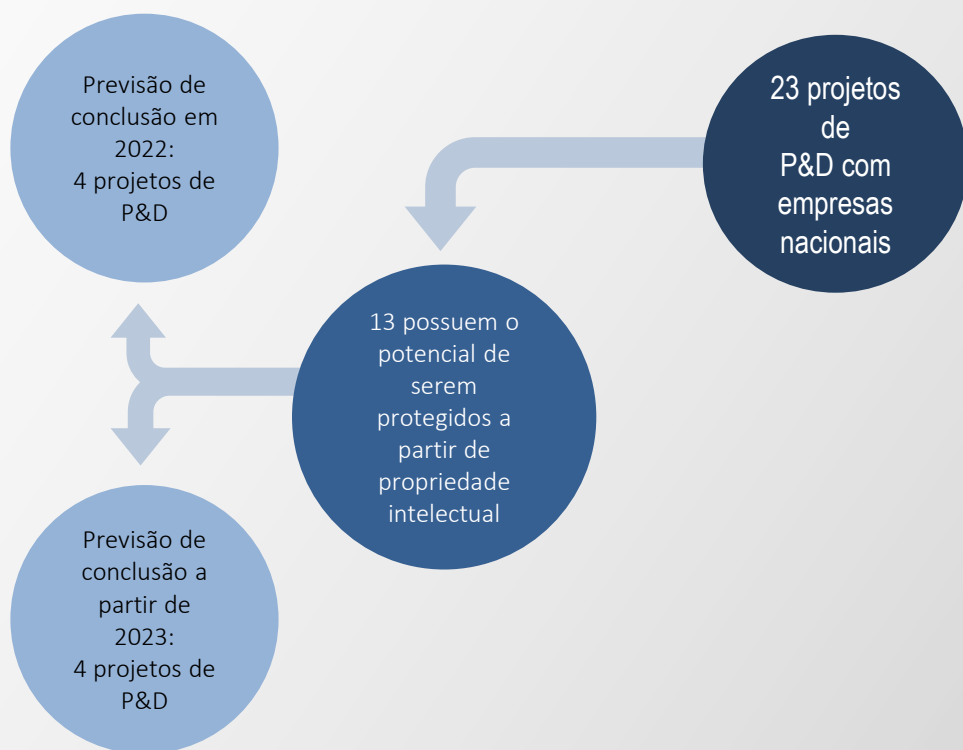 Previsão de
conclusão em
2022:
4 projetos de
P&D
23 projetos
de
P&D com
empresas
nacionais
13 possuem o
potencial de
serem
protegidos a
partir de
propriedade
intelectual
Previsão de
conclusão a
partir de
2023:
4 projetos de
P&D